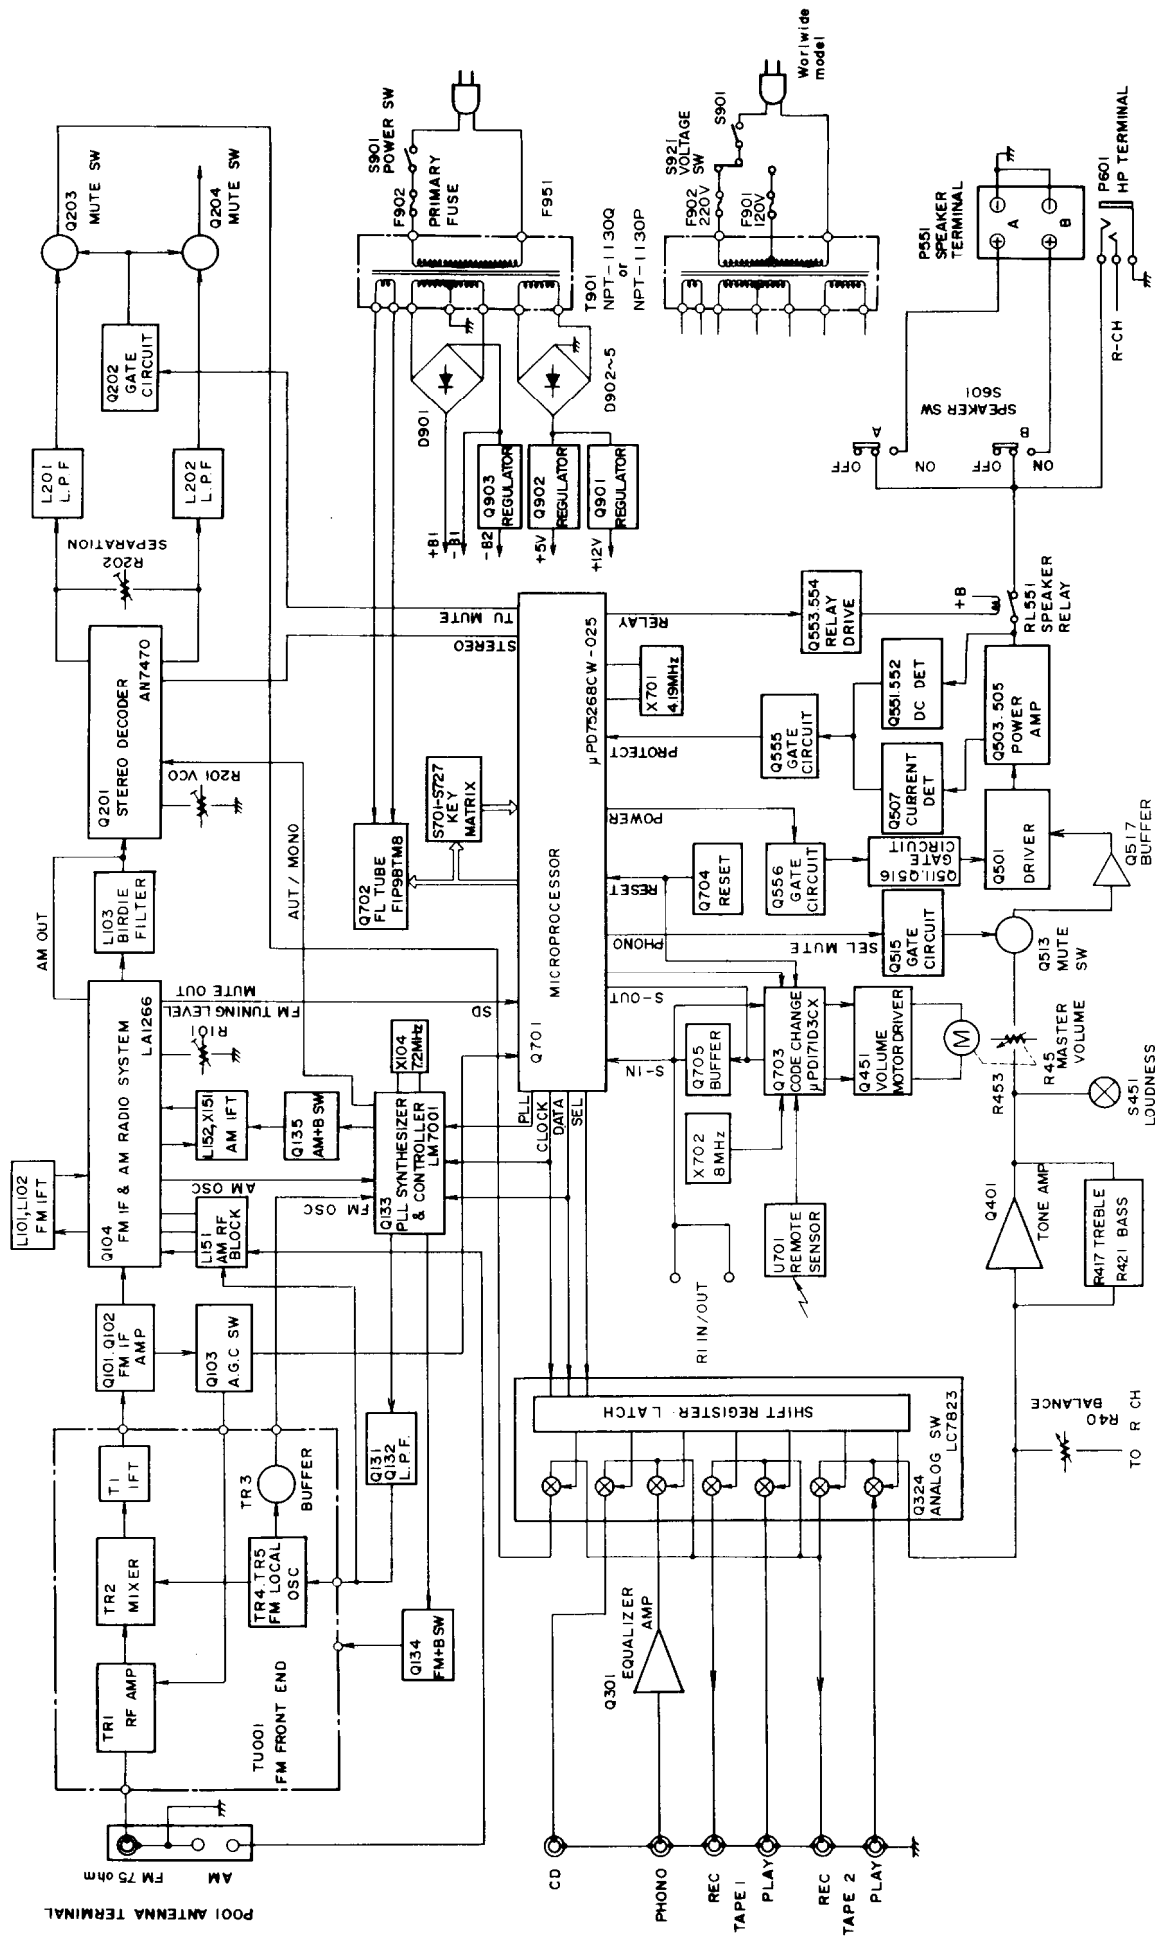 P001 ANTENNA TERMINAL
FM 75 ohm
AM
TU001
FM FRONT END
TR1
RF AMP
TR2
MIXER
T1
IFT
TR3
BUFFER
TR4.TR5
FM LOCAL
OSC
Q101.Q102
FM IF
AMP
Q103
A.G.C SW
Q131
Q132
L.P.F.
Q134
FM+B SW
L101,L102
FM IFT
Q104
FM IF & AM RADIO SYSTEM
LA1266
L151
AM RF
BLOCK
AM OSC
FM OSC
L152,X151
AM IFT
Q135
AM+B SW
R101
MUTE OUT
FM TUNING LEVEL
SD
Q133
PLL SYNTHESIZER
& CONTROLLER
LM7001
X104
7.2MHz
AM OUT
L103
BIRDIE
FILTER
AUT/MONO
Q201
STEREO DECODER
AN7470
R201 VCO
R202
SEPARATION
L201
L.P.F
L202
L.P.F
Q202
GATE
CIRCUIT
Q203
MUTE SW
Q204
MUTE SW
STEREO
TU MUTE
Q702
FL TUBE
FIP9BTM8
S701-S727
KEY
MATRIX
Q701
MICROPROCESSOR
μPD75268CW-025
PLL
CLOCK
DATA
SEL
S-IN
S-OUT
PHONO
RESET
POWER
PROTECT
RELAY
X701
4.19MHz
Q704
RESET
Q705
BUFFER
X702
8MHz
Q703
CODE CHANGE
μPD171D3CX
U701
REMOTE
SENSOR
RI IN/OUT
Q451
VOLUME
MOTOR DRIVER
M
R453
R45
MASTER
VOLUME
S451
LOUDNESS
SEL MUTE
Q515
GATE
CIRCUIT
Q513
MUTE
SW
Q517
BUFFER
Q556
GATE
CIRCUIT
Q511.Q516
GATE
CIRCUIT
Q501
DRIVER
Q503.505
POWER
AMP
Q507
CURRENT
DET
Q551.552
DC DET
Q555
GATE
CIRCUIT
Q553.554
RELAY
DRIVE
+B
RL551
SPEAKER
RELAY
SPEAKER SW
S601
A
OFF
ON
B
OFF
ON
P551
SPEAKER
TERMINAL
A
B
P601
HP TERMINAL
R-CH
+B1
-B1
-B2
+5V
+12V
Q903
REGULATOR
Q902
REGULATOR
Q901
REGULATOR
D901
D902~5
T901
NPT-1130Q
or
NPT-1130P
F902
PRIMARY
FUSE
F951
S901
POWER SW
F902
220V
F901
120V
S921
VOLTAGE
SW
S901
Worlwide
model
CD
PHONO
REC
TAPE 1
PLAY
REC
TAPE 2
PLAY
Q301
EQUALIZER
AMP
SHIFT REGISTER LATCH
Q324
ANALOG SW
LC7823
R40
BALANCE
TO R CH
Q401
TONE AMP
R417 TREBLE
R421 BASS